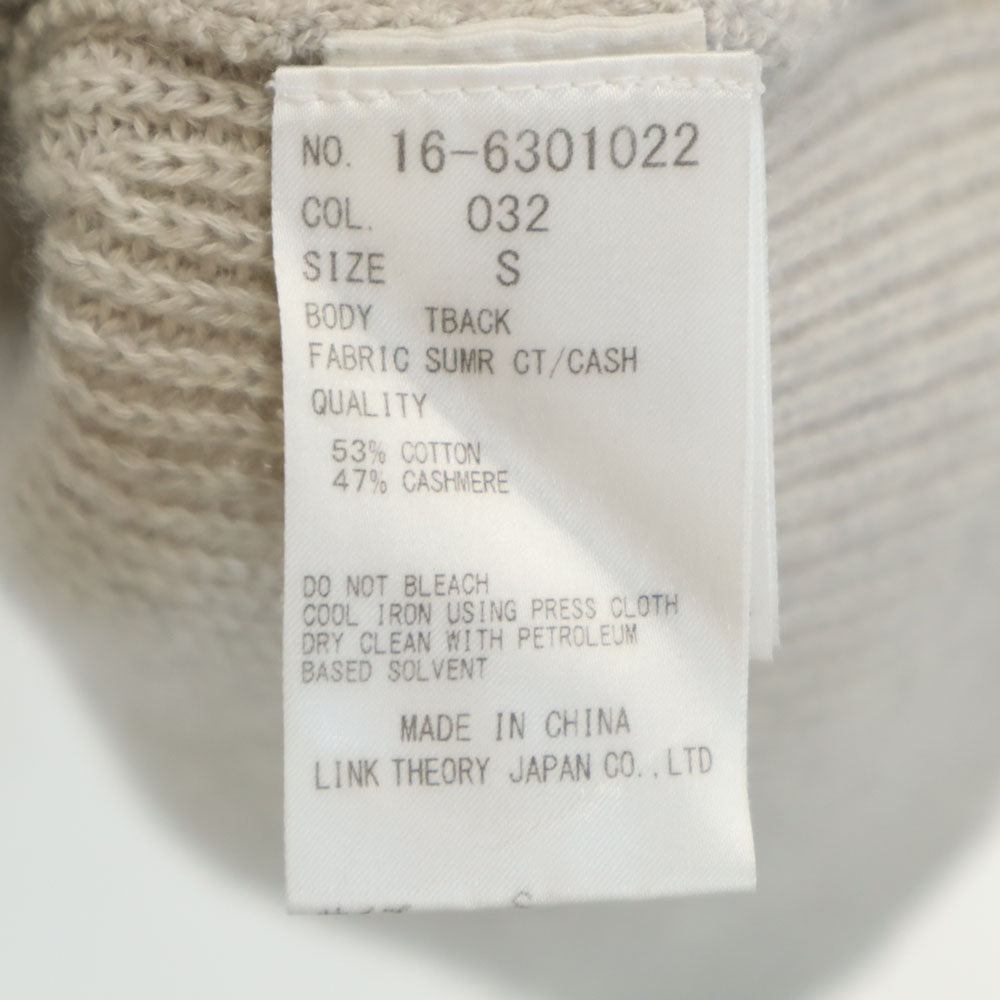 NO. 16-6301022
COL. 032
SIZE S
BODY TBACK
FABRIC SUMR CT/CASH
QUALITY
53% COTTON
47% CASHMERE
DO NOT BLEACH
COOL IRON USING PRESS CLOTH
DRY CLEAN WITH PETROLEUM
BASED SOLVENT
MADE IN CHINA
LINK THEORY JAPAN CO.,LTD